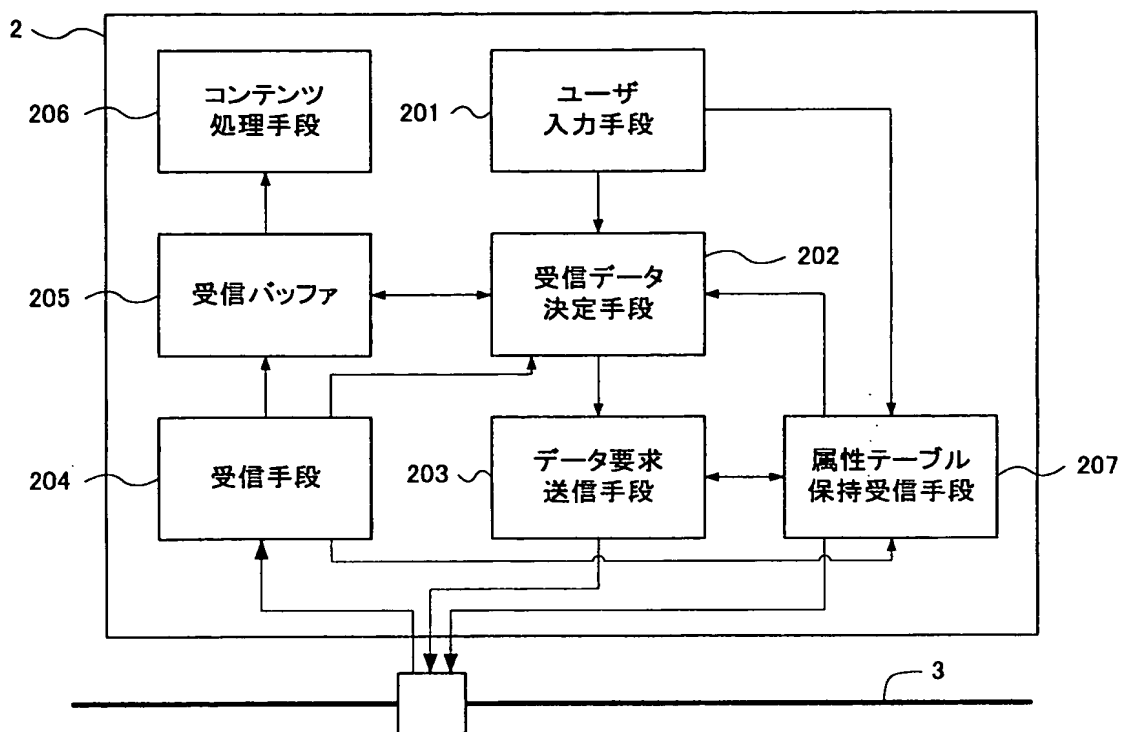 2
206
コンテンツ
処理手段
201
ユーザ
入力手段
205
受信バッファ
受信データ
決定手段
202
204
受信手段
203
データ要求
送信手段
属性テーブル
保持受信手段
207
3